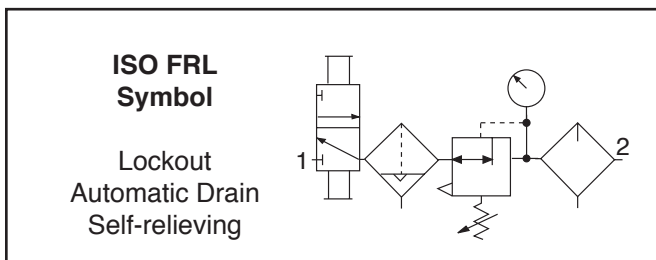 ISO FRL
Symbol
Lockout
Automatic Drain
Self-relieving
1
2